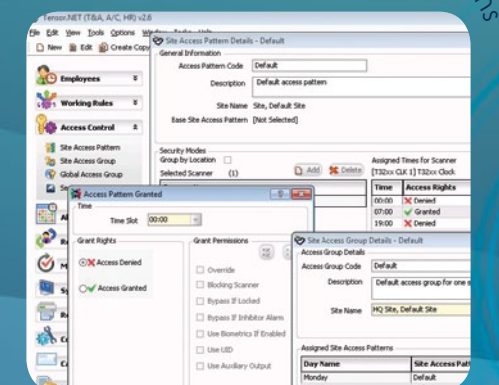 Tensor.NET (T&A, A/C, HR) v2.6
File Edit View Tools Options Window
New Edit Create Copy
Employees
Working Rules
Access Control
Site Access Pattern
Site Access Group
Global Access Group
Site Access Pattern Details - Default
General Information
Access Pattern Code Default
Description Default access pattern
Site Name Site, Default Site
Base Site Access Pattern [Not Selected]
Security Modes
Group by Location
Selected Scanner (1)
Add Delete
Assigned Times for Scanner
[T32xx CLK 1] T32xx Clock
Time Access Rights
00:00 Denied
07:00 Granted
19:00 Denied
Access Pattern Granted
Time
Time Slot 00:00
Grant Rights
Access Denied
Access Granted
Grant Permissions
Override
Blocking Scanner
Bypass If Locked
Bypass If Inhibitor Alarm
Use Biometrics If Enabled
Use UID
Use Auxiliary Output
Site Access Group Details - Default
Access Group Details
Access Group Code Default
Description Default access group for one
Site Name HQ Site, Default Site
Assigned Site Access Patterns
Day Name Site Access Patt
Monday Default